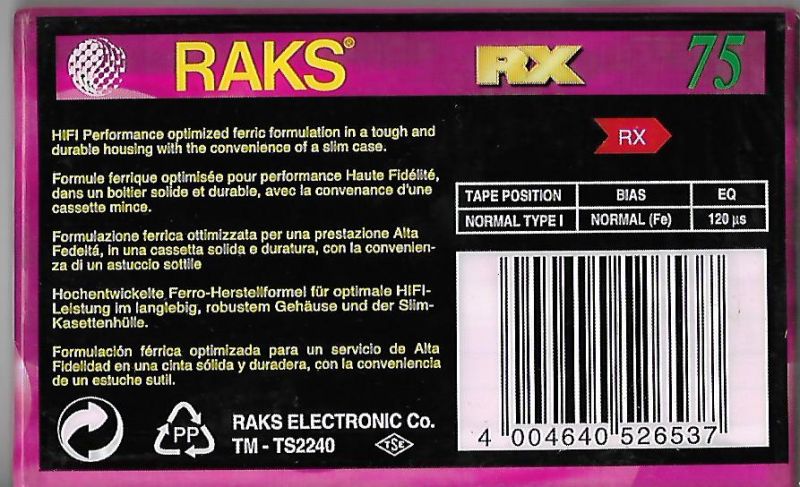 RAKS® RX 75
HIFI Performance optimized ferric formulation in a tough and
durable housing with the convenience of a slim case.
RX
Formule ferrique optimisée pour performance Haute Fidélité,
dans un boîtier solide et durable, avec la convenance d'une
cassette mince.
TAPE POSITION BIAS EQ
NORMAL TYPE I NORMAL (Fe) 120 µs
Formulazione ferrica ottimizzata per una prestazione Alta
Fedeltá, in una cassetta solida e duratura, con la convenien-
za di un astuccio sottile
Hochentwickelte Ferro-Herstellformel für optimale HIFI-
Leistung im langlebig, robustem Gehäuse und der Slim-
Kasettenhülle.
Formulación férrica optimizada para un servicio de Alta
Fidelidad en una cinta sólida y duradera, con la conveniencia
de un estuche sutil.
PP
RAKS ELECTRONIC Co.
TM - TS2240 TSE
4 004640 526537